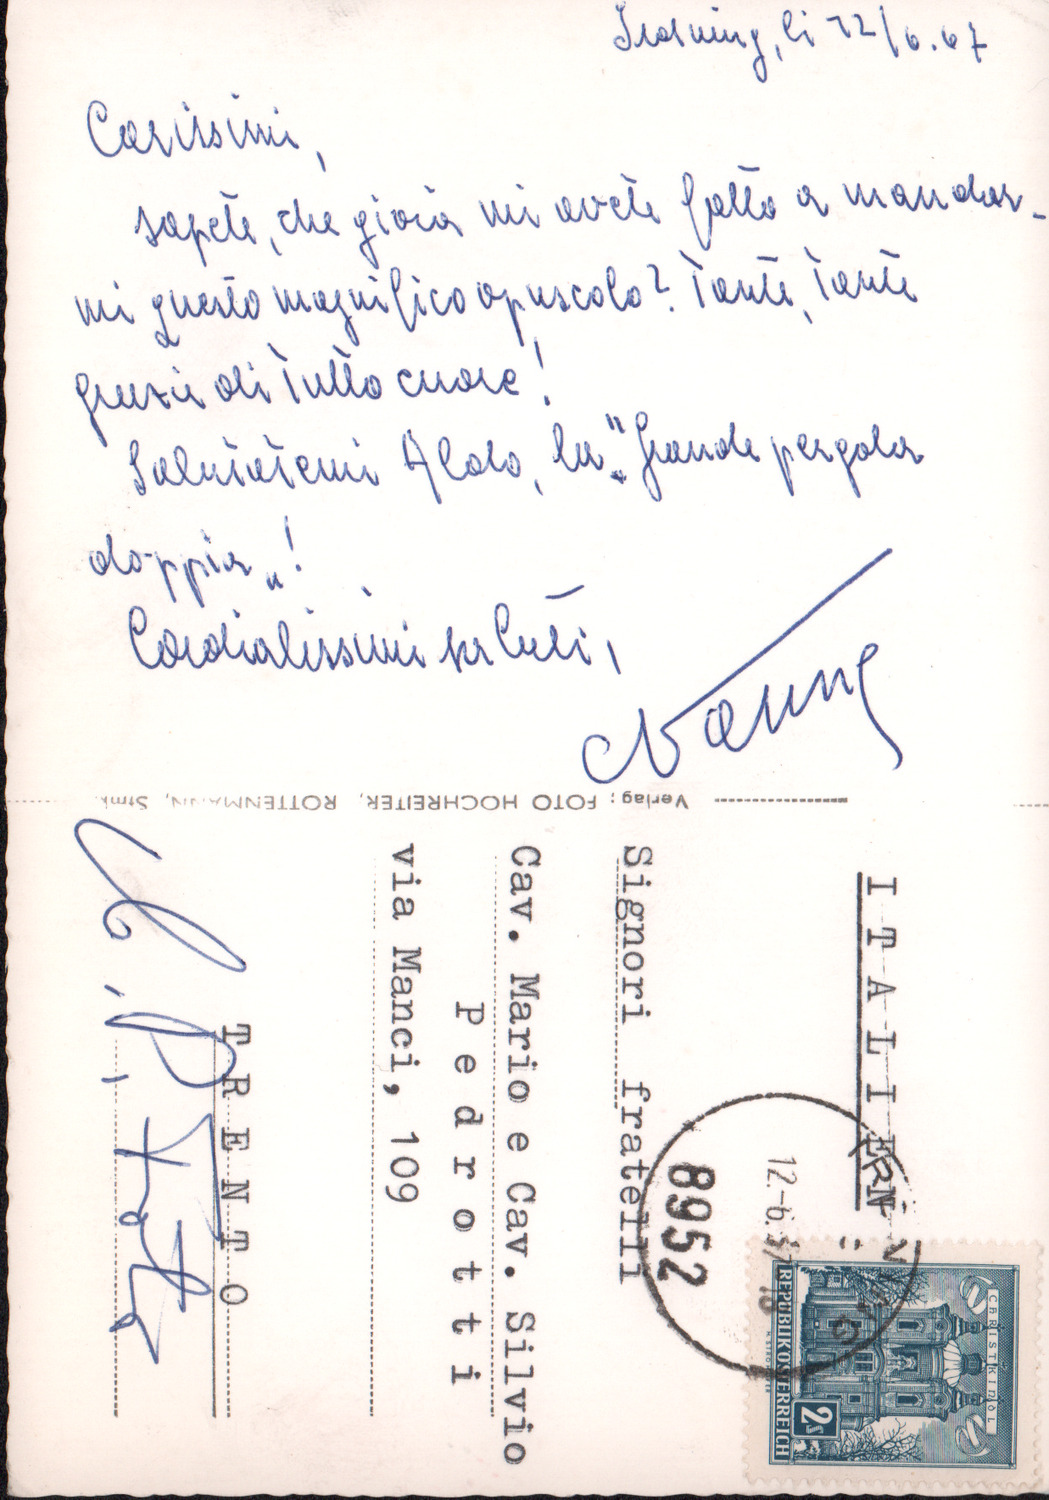 Irdning, li 12/6.67
Carissimi,
sapete, che gioia mi avete fatto a mandar-
mi questo magnifico opuscolo? Tante, tante
grazie di tutto cuore!
Salutatemi Aldo, la "Grande pergola
doppia„!
Cordialissimi saluti,
Verlag: FOTO HOCHREITER, ROTTENMANN, Stmk.
ITALIEN
Signori fratelli
Cav. Mario e Cav. Silvio
Pedrotti
via Manci, 109
TRENTO
8952
12.-6.67
CHRISTKINDL
REPUBLIK ÖSTERREICH
2S